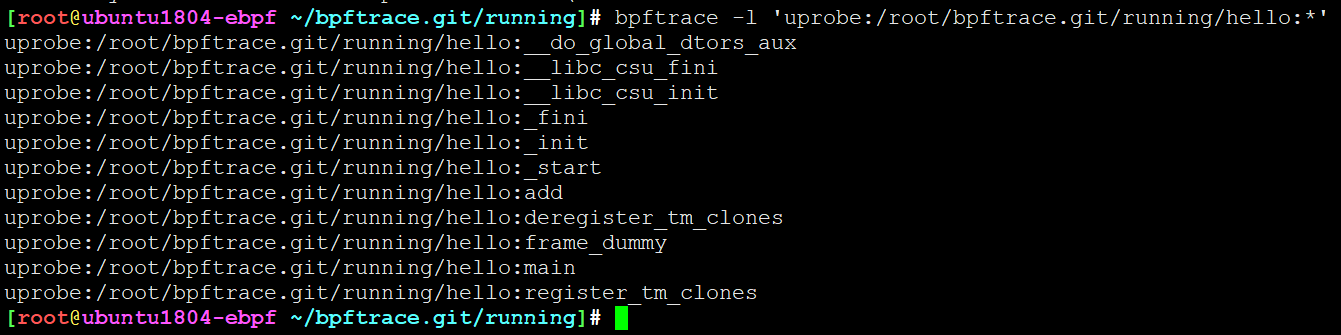 [root@ubuntu1804-ebpf ~/bpftrace.git/running]# bpftrace -l 'uprobe:/root/bpftrace.git/running/hello:*'
uprobe:/root/bpftrace.git/running/hello:__do_global_dtors_aux
uprobe:/root/bpftrace.git/running/hello:__libc_csu_fini
uprobe:/root/bpftrace.git/running/hello:__libc_csu_init
uprobe:/root/bpftrace.git/running/hello:_fini
uprobe:/root/bpftrace.git/running/hello:_init
uprobe:/root/bpftrace.git/running/hello:_start
uprobe:/root/bpftrace.git/running/hello:add
uprobe:/root/bpftrace.git/running/hello:deregister_tm_clones
uprobe:/root/bpftrace.git/running/hello:frame_dummy
uprobe:/root/bpftrace.git/running/hello:main
uprobe:/root/bpftrace.git/running/hello:register_tm_clones
[root@ubuntu1804-ebpf ~/bpftrace.git/running]#